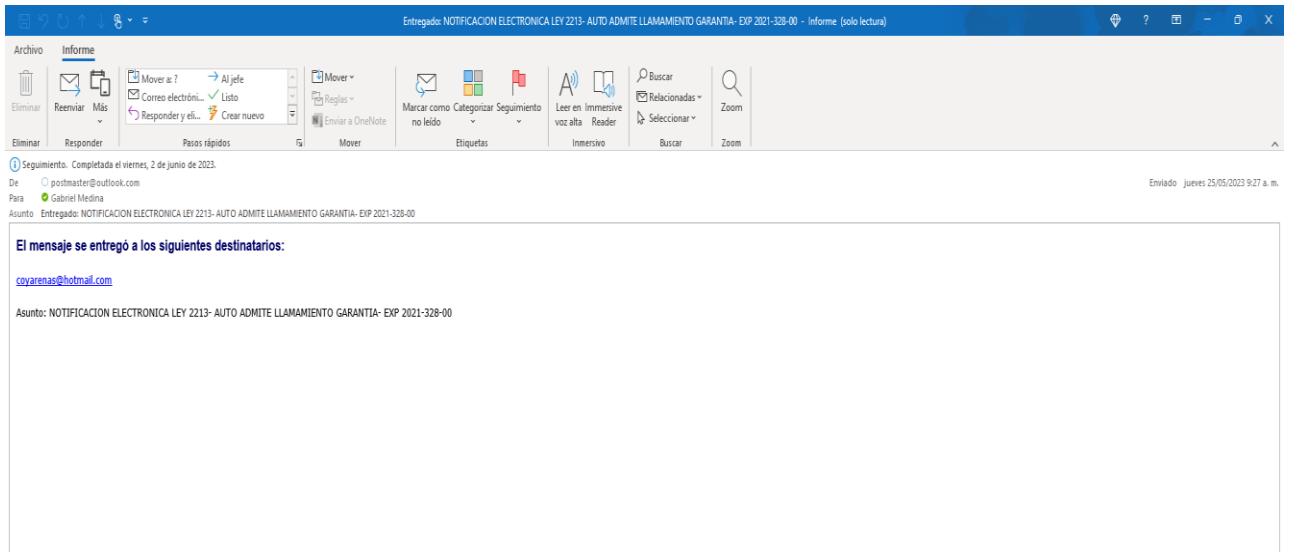 Entregado: NOTIFICACION ELECTRONICA LEY 2213- AUTO ADMITE LLAMAMIENTO GARANTIA- EXP 2021-328-00 - Informe (solo lectura)
Archivo Informe
Eliminar
Reenviar
Más
Mover a: ?
Al jefe
Correo electróni...
Listo
Responder y eli...
Crear nuevo
Mover
Reglas
Enviar a OneNote
Marcar como no leído
Categorizar
Seguimiento
Leer en voz alta
Immersive Reader
Buscar
Relacionadas
Seleccionar
Zoom
Eliminar Responder Pasos rápidos Mover Etiquetas Inmersivo Buscar Zoom
Seguimiento. Completada el viernes, 2 de junio de 2023.
De postmaster@outlook.com Enviado jueves 25/05/2023 9:27 a. m.
Para Gabriel Medina
Asunto Entregado: NOTIFICACION ELECTRONICA LEY 2213- AUTO ADMITE LLAMAMIENTO GARANTIA- EXP 2021-328-00
El mensaje se entregó a los siguientes destinatarios:
coyarenas@hotmail.com
Asunto: NOTIFICACION ELECTRONICA LEY 2213- AUTO ADMITE LLAMAMIENTO GARANTIA- EXP 2021-328-00